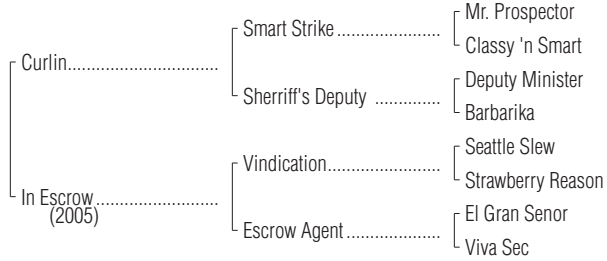 Mr. Prospector
Smart Strike
Classy 'n Smart
Curlin
Deputy Minister
Sherriff's Deputy
Barbarika
Seattle Slew
Vindication
Strawberry Reason
In Escrow
(2005)
El Gran Senor
Escrow Agent
Viva Sec